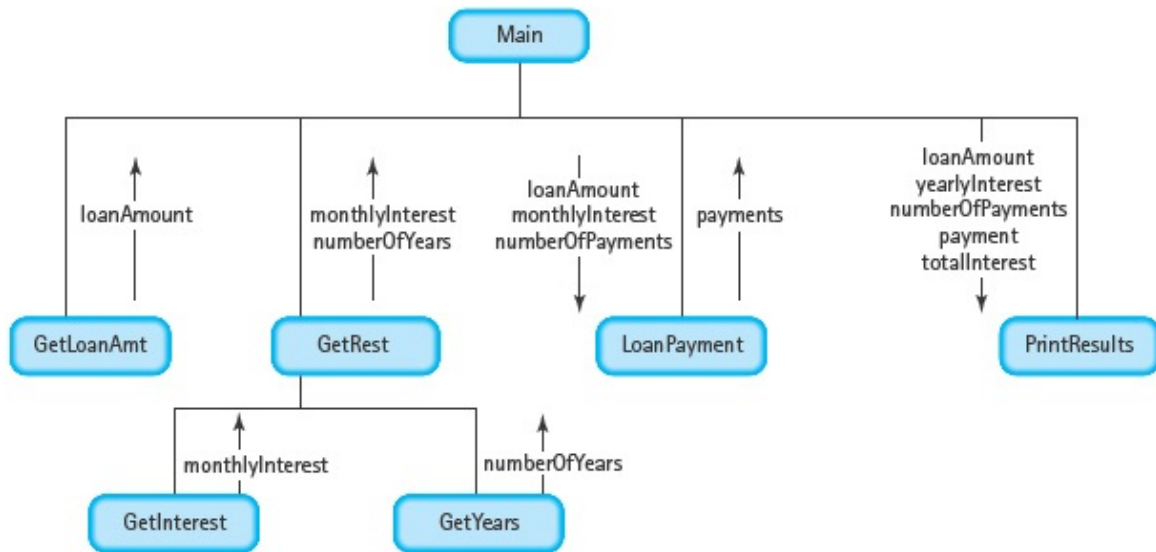 Main
loanAmount
monthlyInterest
numberOfYears
loanAmount
monthlyInterest
numberOfPayments
payments
loanAmount
yearlyInterest
numberOfPayments
payment
totalInterest
GetLoanAmt
GetRest
LoanPayment
PrintResults
monthlyInterest
numberOfYears
GetInterest
GetYears